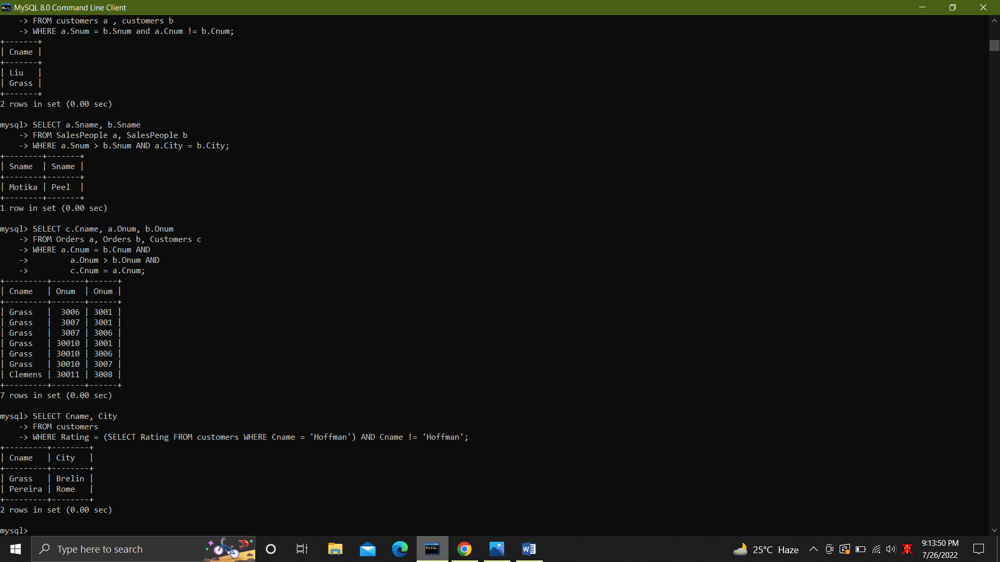 MySQL 8.0 Command Line Client
    -> FROM customers a , customers b
    -> WHERE a.Snum = b.Snum and a.Cnum != b.Cnum;
+-------+
| Cname |
+-------+
| Liu   |
| Grass |
+-------+
2 rows in set (0.00 sec)

mysql> SELECT a.Sname, b.Sname
    -> FROM SalesPeople a, SalesPeople b
    -> WHERE a.Snum > b.Snum AND a.City = b.City;
+--------+-------+
| Sname  | Sname |
+--------+-------+
| Motika | Peel  |
+--------+-------+
1 row in set (0.00 sec)

mysql> SELECT c.Cname, a.Onum, b.Onum
    -> FROM Orders a, Orders b, Customers c
    -> WHERE a.Cnum = b.Cnum AND
    ->         a.Onum > b.Onum AND
    ->         c.Cnum = a.Cnum;
+---------+-------+------+
| Cname   | Onum  | Onum |
+---------+-------+------+
| Grass   |  3006 | 3001 |
| Grass   |  3007 | 3001 |
| Grass   |  3007 | 3006 |
| Grass   | 30010 | 3001 |
| Grass   | 30010 | 3006 |
| Grass   | 30010 | 3007 |
| Clemens | 30011 | 3008 |
+---------+-------+------+
7 rows in set (0.00 sec)

mysql> SELECT Cname, City
    -> FROM customers
    -> WHERE Rating = (SELECT Rating FROM customers WHERE Cname = 'Hoffman') AND Cname != 'Hoffman';
+---------+--------+
| Cname   | City   |
+---------+--------+
| Grass   | Brelin |
| Pereira | Rome   |
+---------+--------+
2 rows in set (0.00 sec)

mysql>
Type here to search
25°C Haze
9:13:50 PM
7/26/2022